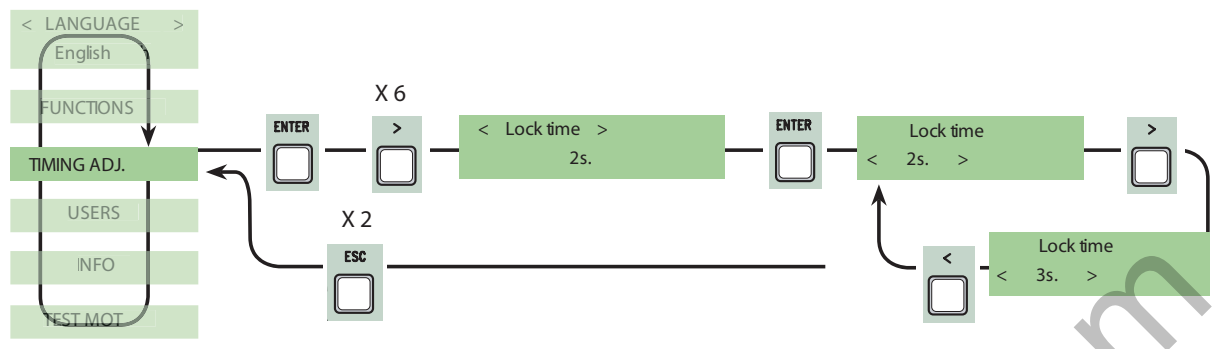 < LANGUAGE >
English
FUNCTIONS
TIMING ADJ.
USERS
INFO
TEST MOT
ENTER
X 6
>
< Lock time >
2s.
ENTER
Lock time
< 2s. >
>
X 2
ESC
<
Lock time
< 3s. >
m